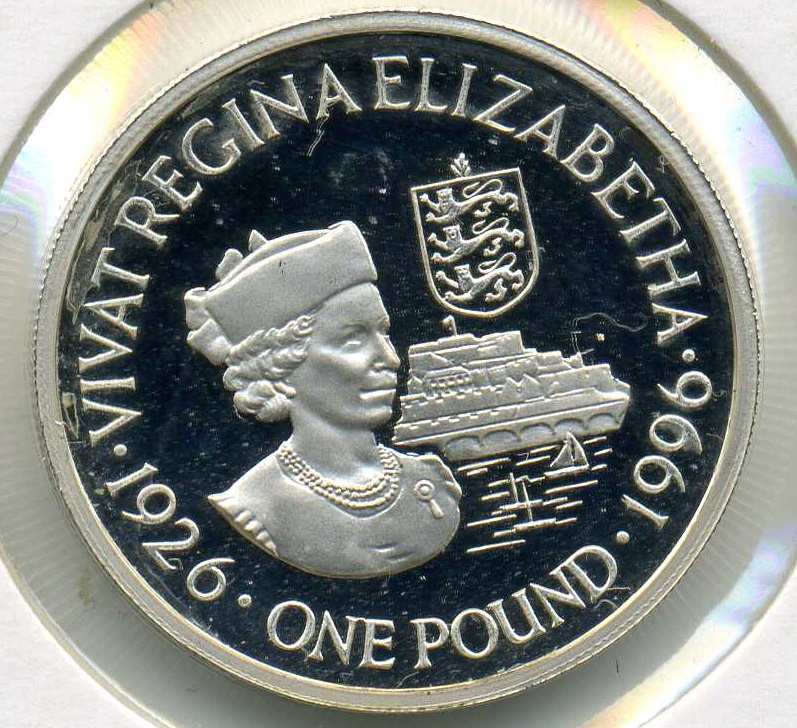 · VIVAT REGINA ELIZABETHA ·
1926 · ONE POUND · 1996